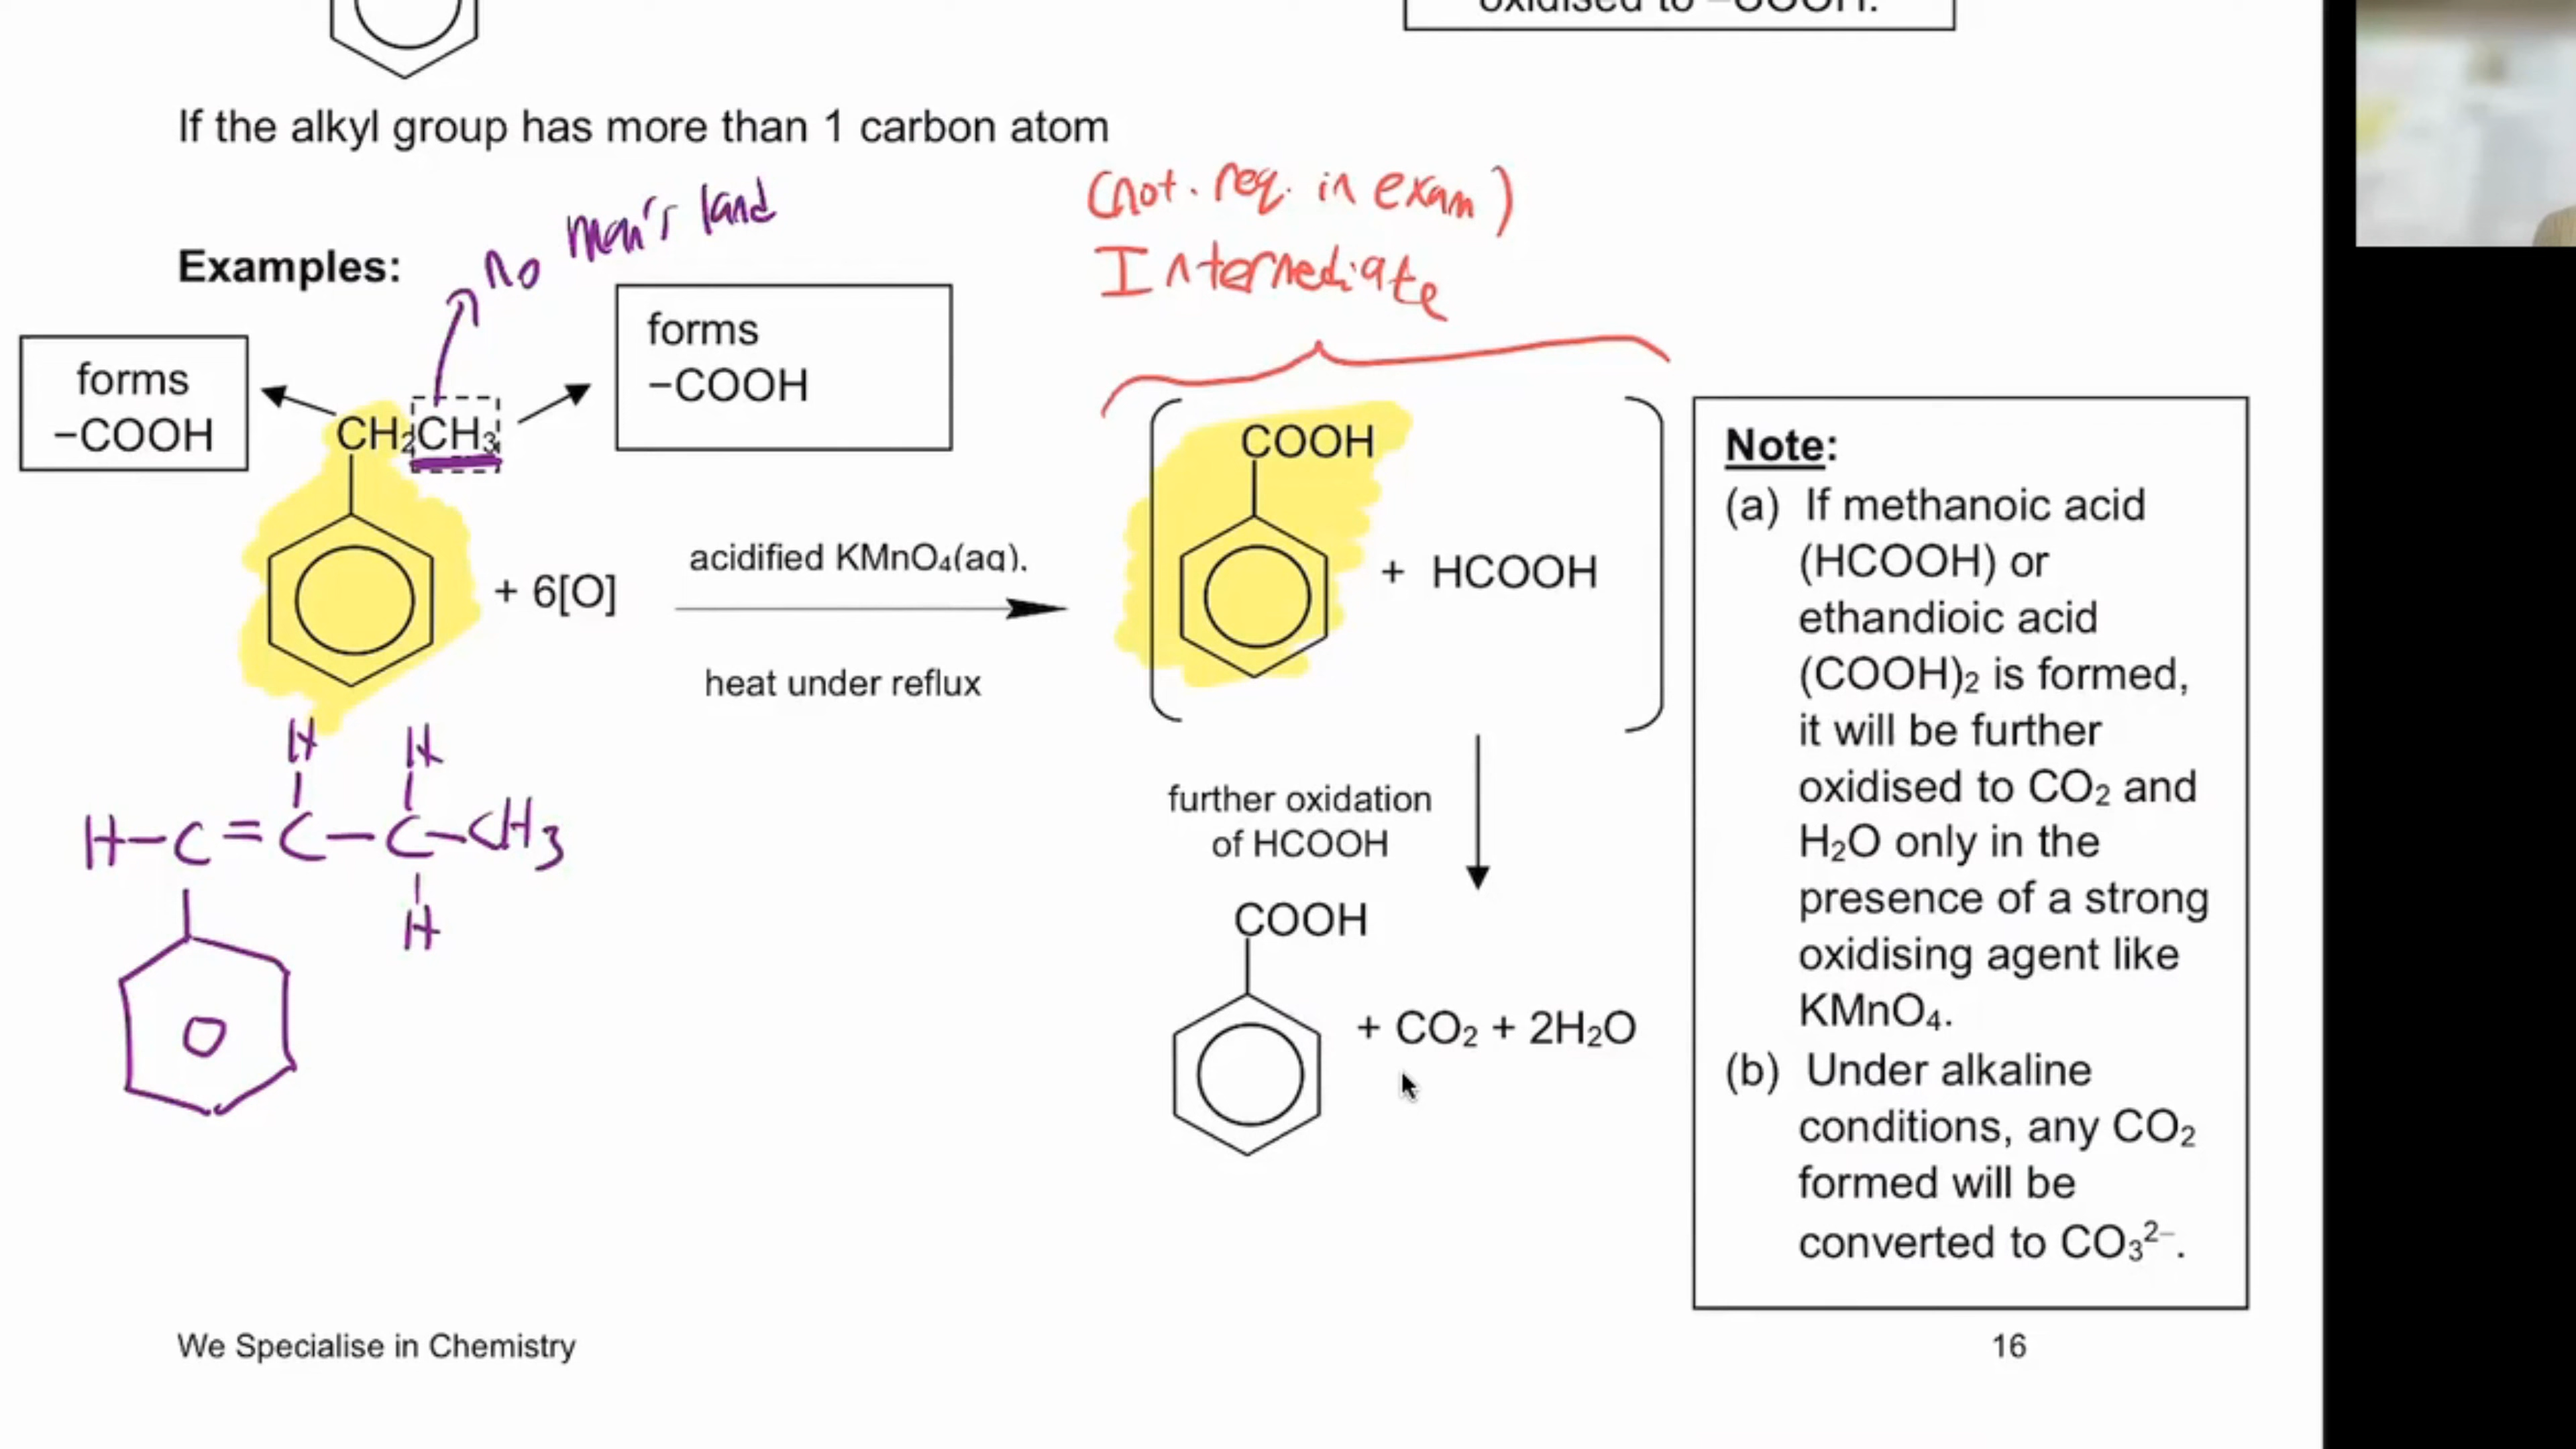 oxidised to –COOH.
If the alkyl group has more than 1 carbon atom
(not. req. in exam)
Intermediate
no men's land
Examples:
forms
–COOH
forms
–COOH
CH₂CH₃
COOH
+ 6[O]
acidified KMnO₄(aq).
heat under reflux
+ HCOOH
further oxidation
of HCOOH
COOH
+ CO₂ + 2H₂O
H H
H–C=C–C–CH₃
H
Note:
(a) If methanoic acid
(HCOOH) or
ethandioic acid
(COOH)₂ is formed,
it will be further
oxidised to CO₂ and
H₂O only in the
presence of a strong
oxidising agent like
KMnO₄.
(b) Under alkaline
conditions, any CO₂
formed will be
converted to CO₃²⁻.
We Specialise in Chemistry
16